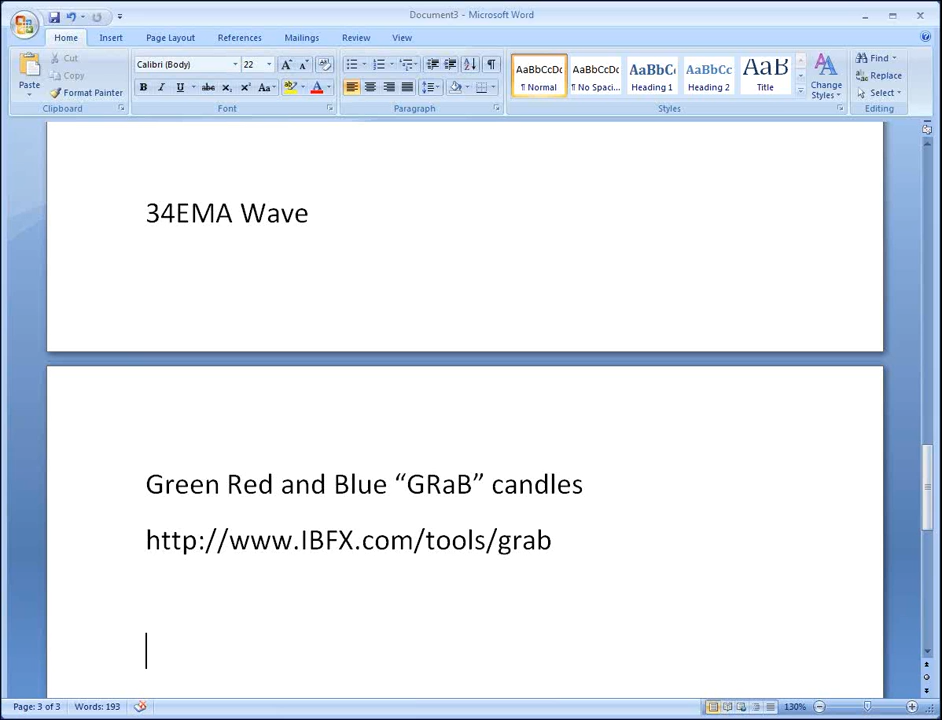 Document3 - Microsoft Word
Home Insert Page Layout References Mailings Review View
Paste
Cut
Copy
Format Painter
Clipboard
Calibri (Body) 22
Font
Paragraph
AaBbCcDc AaBbCcDc AaBbC AaBbCc AaB
¶ Normal ¶ No Spaci... Heading 1 Heading 2 Title
Change Styles
Styles
Find
Replace
Select
Editing
34EMA Wave
Green Red and Blue “GRaB” candles
http://www.IBFX.com/tools/grab
Page: 3 of 3 Words: 193 130%